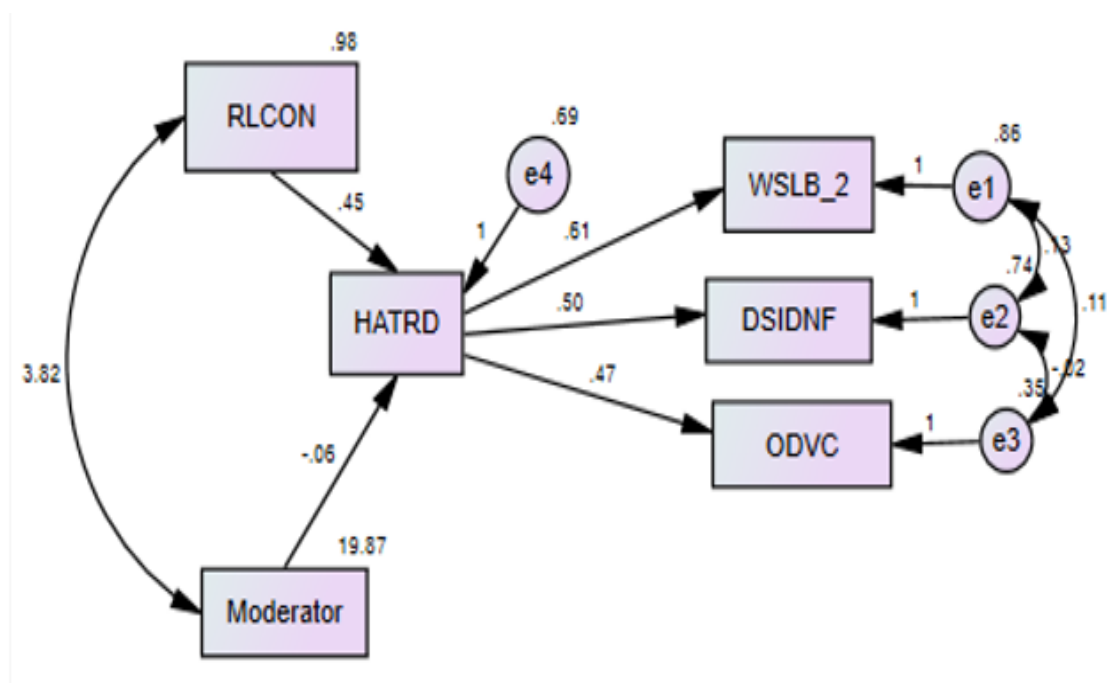 .98
RLCON
.69
e4
.86
.45
1
.61
WSLB_2
1
e1
.13
.74
HATRD
.50
DSIDNF
1
e2
.11
3.82
.47
-.02
.35
ODVC
1
e3
-.06
19.87
Moderator